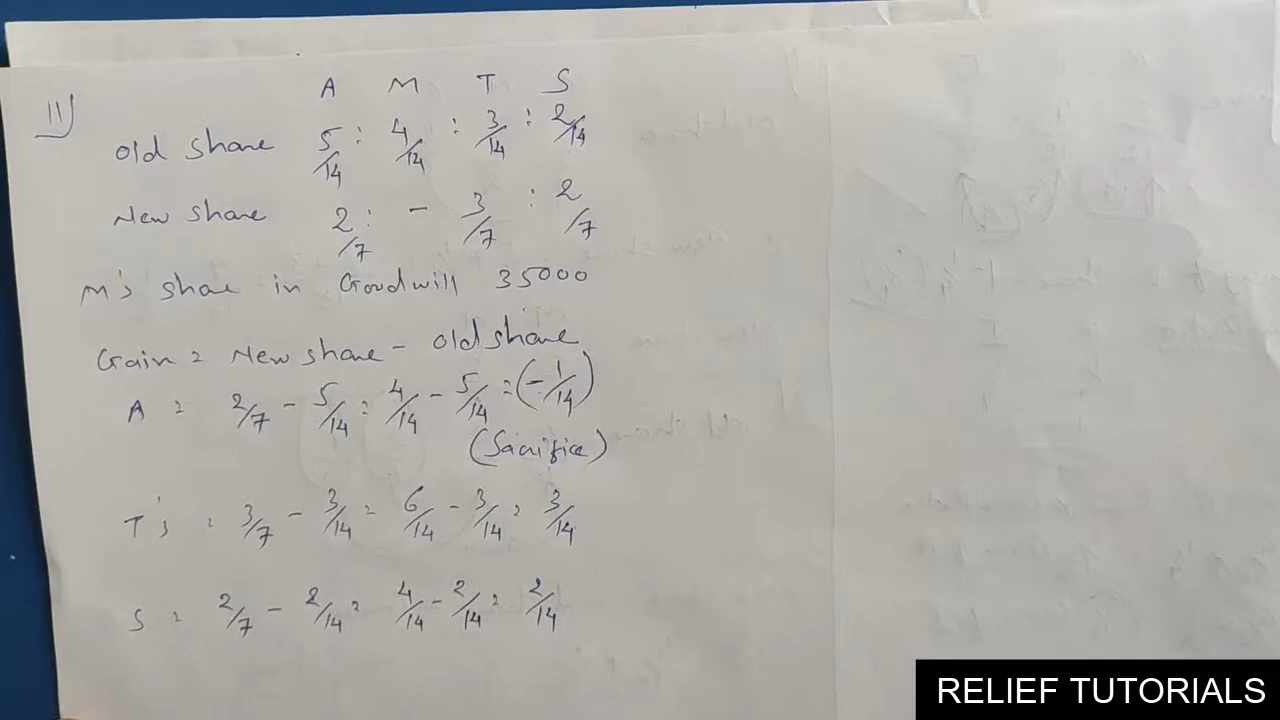 11)
A M T S
Old share 5/14 : 4/14 : 3/14 : 2/14
New share 2/7 : - 3/7 : 2/7
M's share in Goodwill 35000
Gain = New share - Old share
A = 2/7 - 5/14 = 4/14 - 5/14 = (-1/14)
(Sacrifice)
T's = 3/7 - 3/14 = 6/14 - 3/14 = 3/14
S = 2/7 - 2/14 = 4/14 - 2/14 = 2/14
RELIEF TUTORIALS